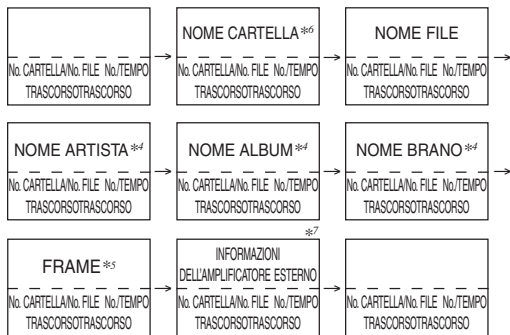 No. CARTELLA/No. FILE No./TEMPO
TRASCORSOTRASCORSO
NOME CARTELLA*6
No. CARTELLA/No. FILE No./TEMPO
TRASCORSOTRASCORSO
NOME FILE
No. CARTELLA/No. FILE No./TEMPO
TRASCORSOTRASCORSO
NOME ARTISTA*4
No. CARTELLA/No. FILE No./TEMPO
TRASCORSOTRASCORSO
NOME ALBUM*4
No. CARTELLA/No. FILE No./TEMPO
TRASCORSOTRASCORSO
NOME BRANO*4
No. CARTELLA/No. FILE No./TEMPO
TRASCORSOTRASCORSO
FRAME*5
No. CARTELLA/No. FILE No./TEMPO
TRASCORSOTRASCORSO
*7
INFORMAZIONI
DELL'AMPLIFICATORE ESTERNO
No. CARTELLA/No. FILE No./TEMPO
TRASCORSOTRASCORSO
No. CARTELLA/No. FILE No./TEMPO
TRASCORSOTRASCORSO